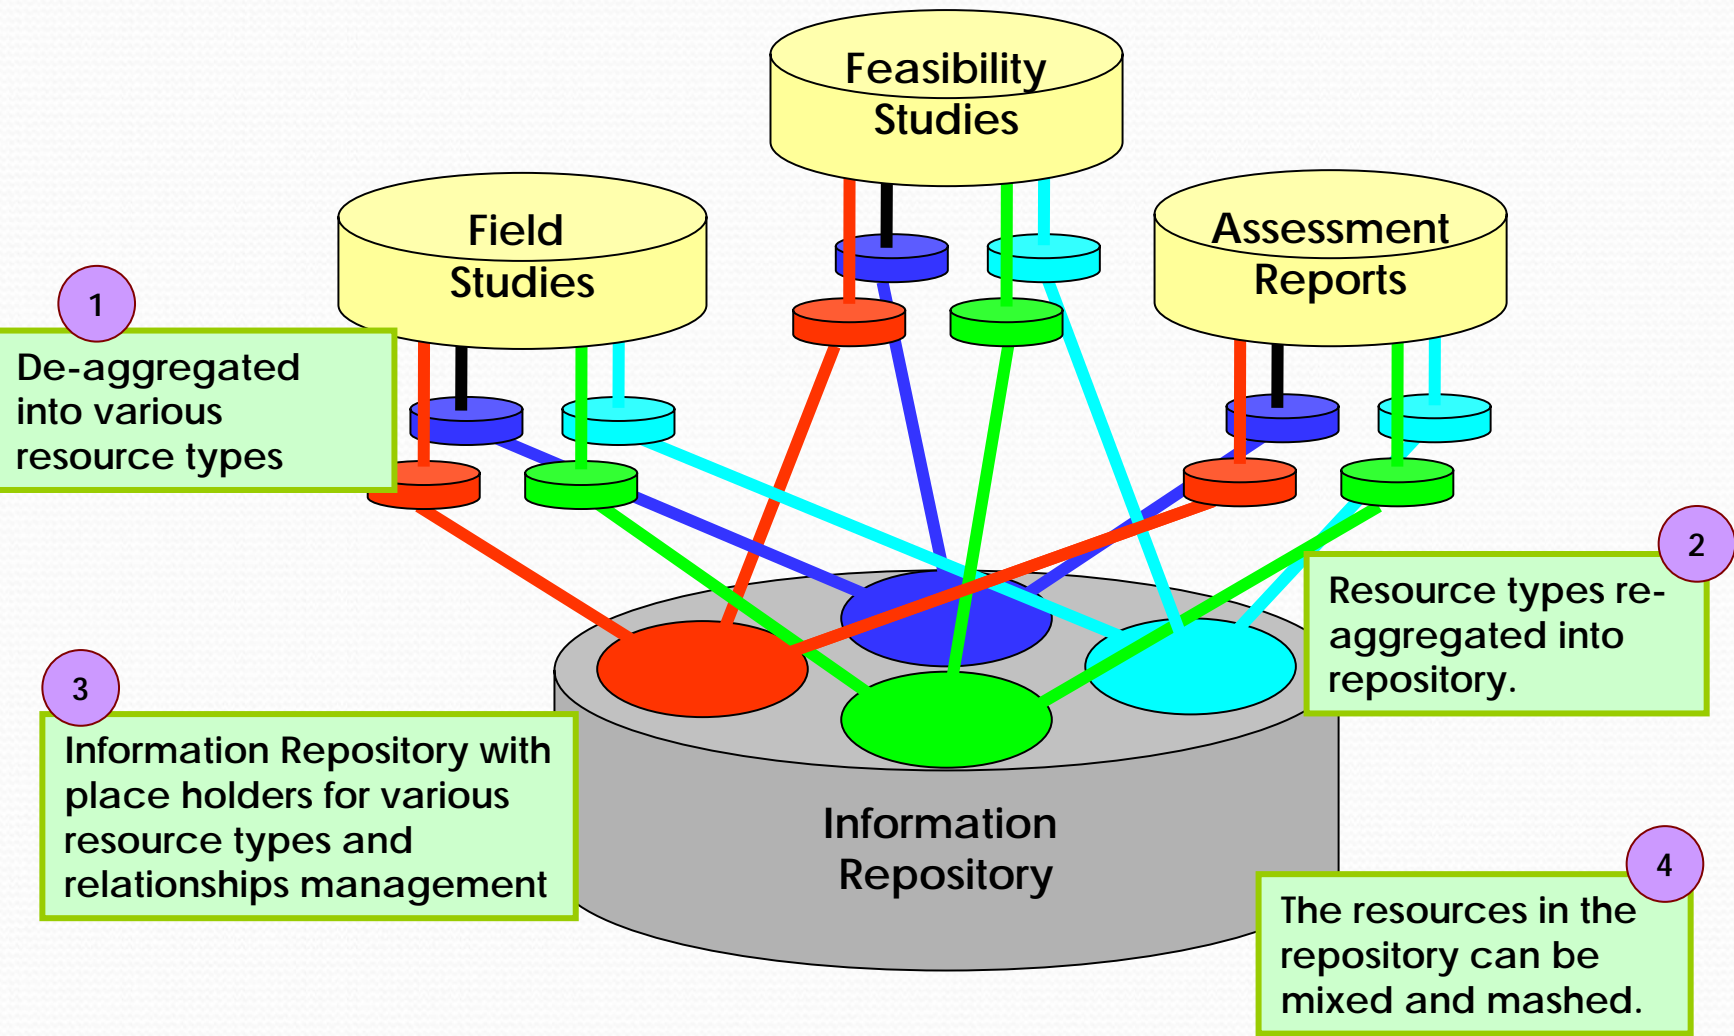 Feasibility
Studies
Field
Studies
Assessment
Reports
1
De-aggregated
into various
resource types
2
Resource types re-
aggregated into
repository.
3
Information Repository with
place holders for various
resource types and
relationships management
Information
Repository
4
The resources in the
repository can be
mixed and mashed.